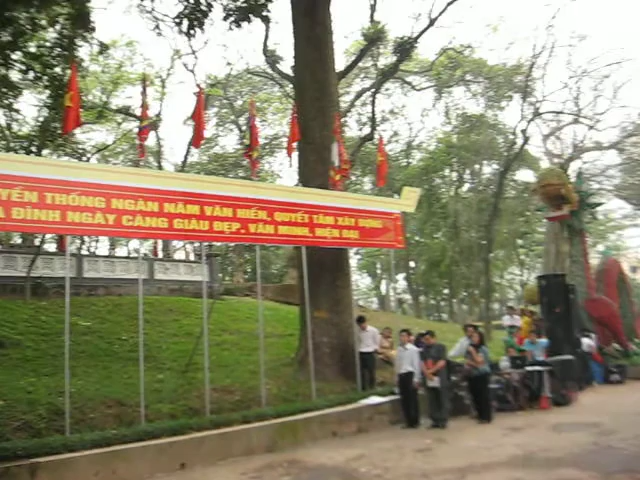 YỀN THỐNG NGÀN NĂM VĂN HIẾN, QUYẾT TÂM XÂY DỰNG
A ĐÌNH NGÀY CÀNG GIÀU ĐẸP, VĂN MINH, HIỆN ĐẠI